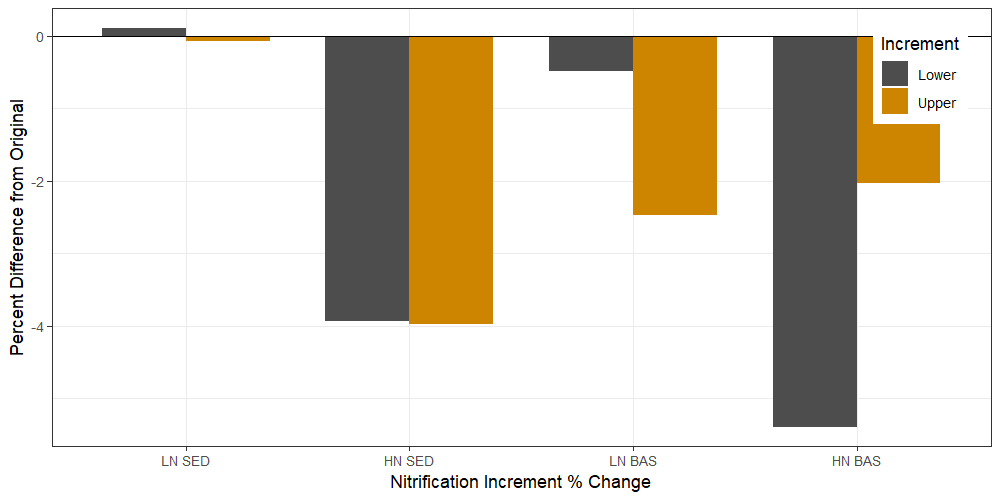 Percent Difference from Original
0
-2
-4
Increment
Lower
Upper
LN SED
HN SED
LN BAS
HN BAS
Nitrification Increment % Change